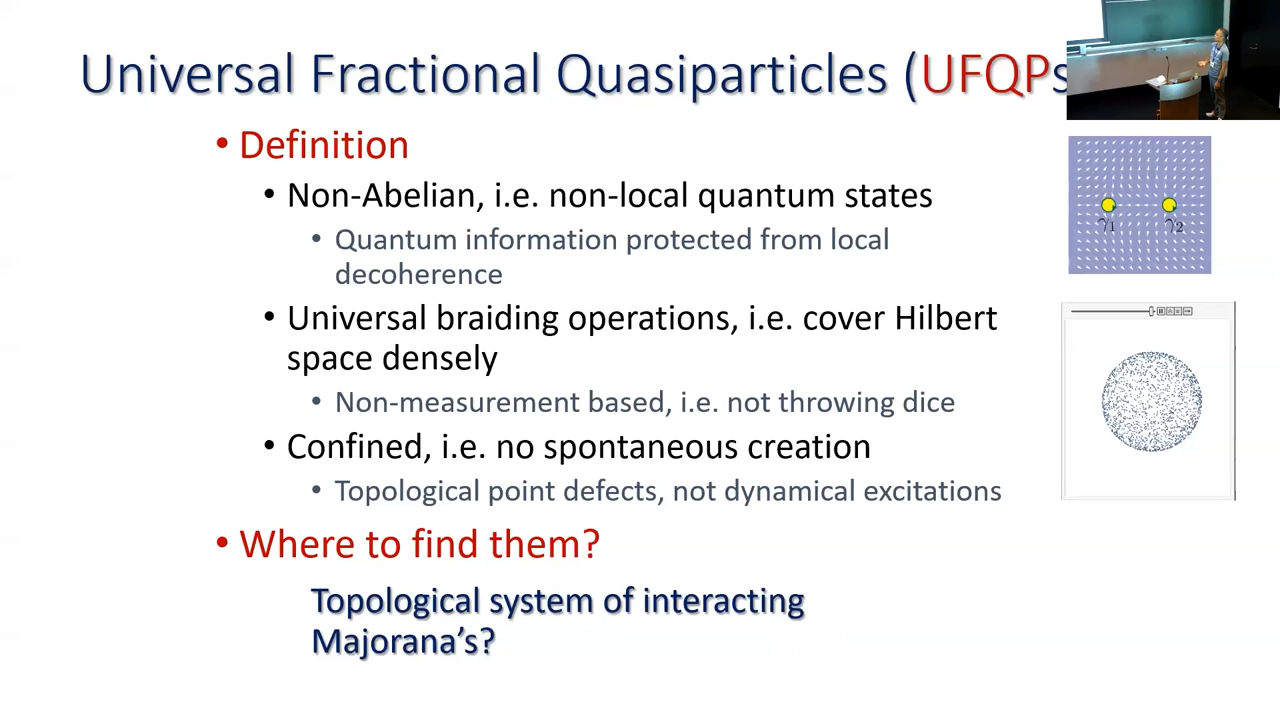 Universal Fractional Quasiparticles (UFQPs
• Definition
• Non-Abelian, i.e. non-local quantum states
• Quantum information protected from local
decoherence
• Universal braiding operations, i.e. cover Hilbert
space densely
• Non-measurement based, i.e. not throwing dice
• Confined, i.e. no spontaneous creation
• Topological point defects, not dynamical excitations
• Where to find them?
Topological system of interacting
Majorana's?
γ1 γ2